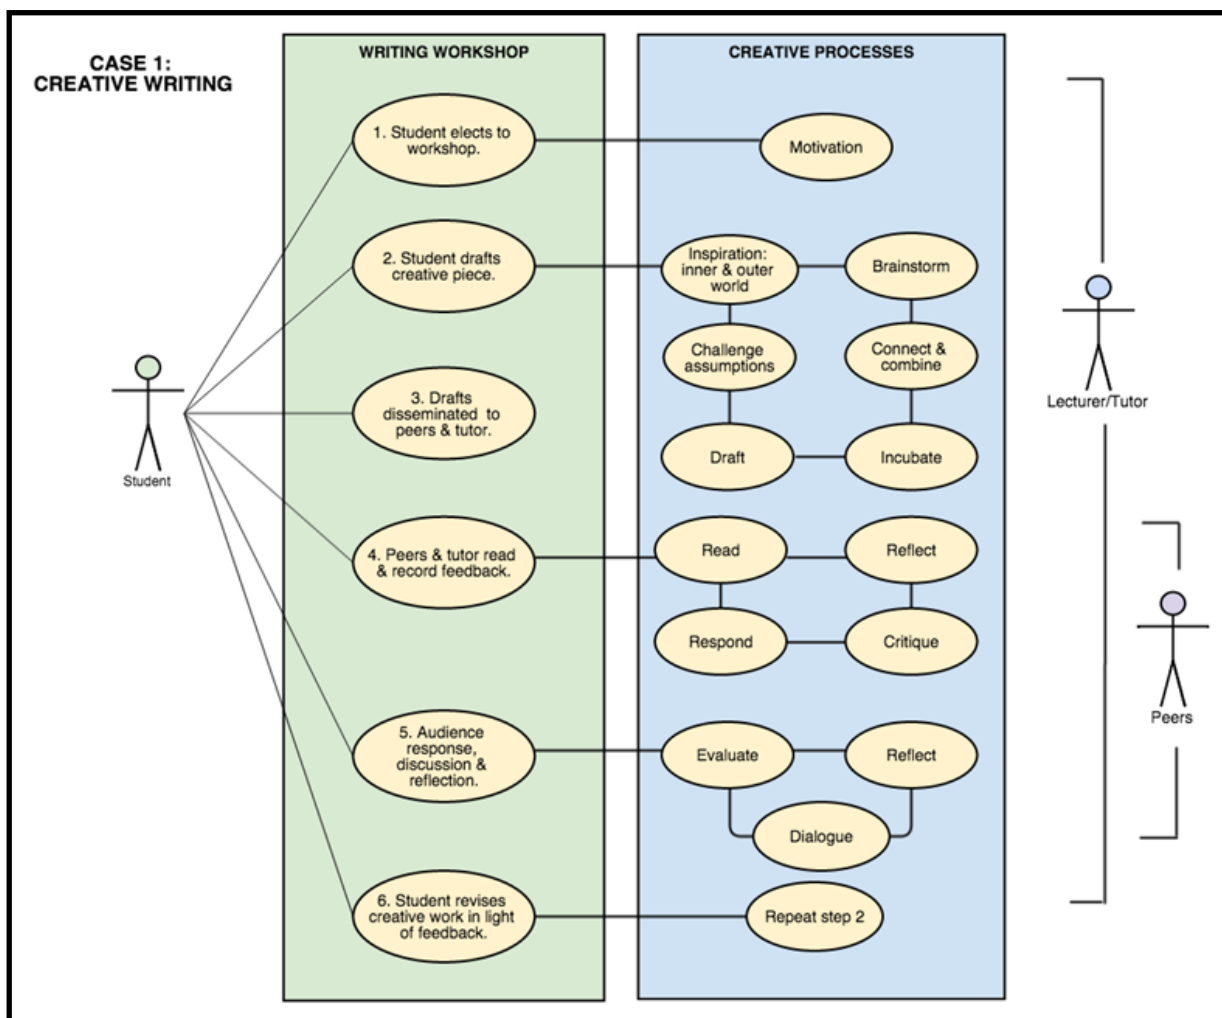 CASE 1:
CREATIVE WRITING
WRITING WORKSHOP
CREATIVE PROCESSES
1. Student elects to
workshop.
Motivation
2. Student drafts
creative piece.
Inspiration:
inner & outer
world
Brainstorm
Challenge
assumptions
Connect &
combine
Draft
Incubate
3. Drafts
disseminated to
peers & tutor.
4. Peers & tutor read
& record feedback.
Read
Reflect
Respond
Critique
5. Audience
response,
discussion &
reflection.
Evaluate
Reflect
Dialogue
6. Student revises
creative work in light
of feedback.
Repeat step 2
Student
Lecturer/Tutor
Peers